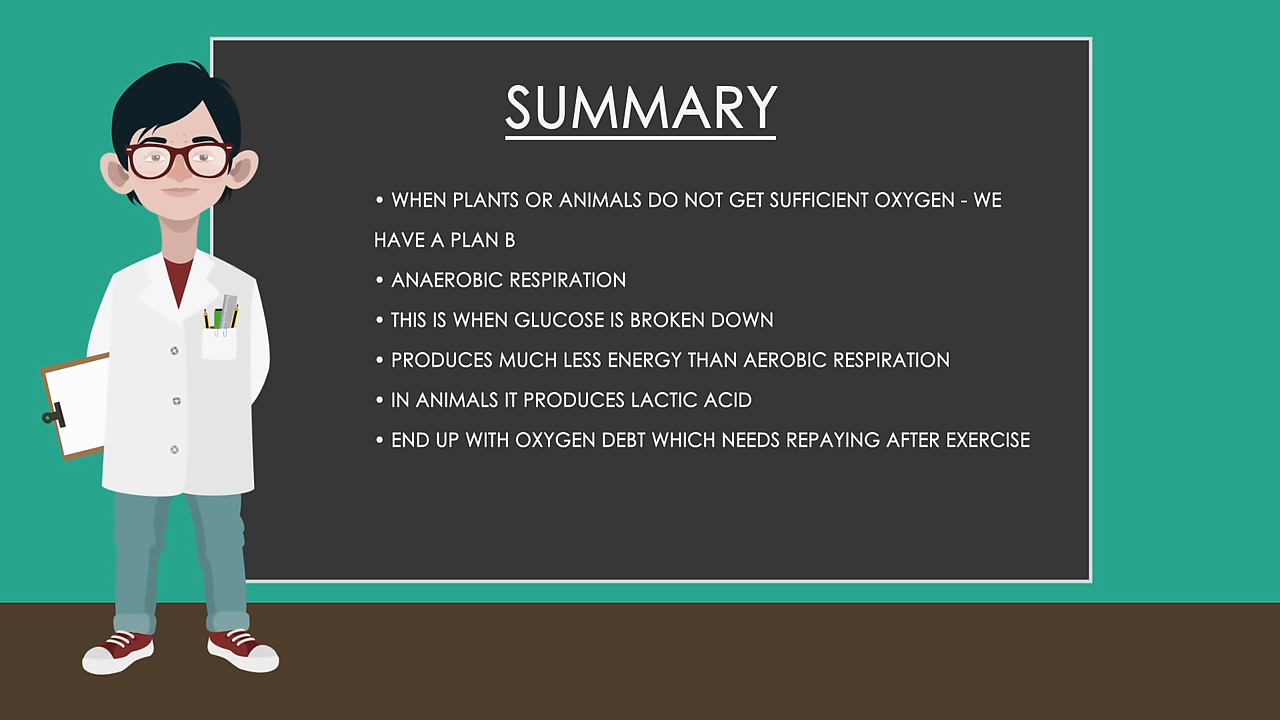 SUMMARY
• WHEN PLANTS OR ANIMALS DO NOT GET SUFFICIENT OXYGEN - WE
HAVE A PLAN B
• ANAEROBIC RESPIRATION
• THIS IS WHEN GLUCOSE IS BROKEN DOWN
• PRODUCES MUCH LESS ENERGY THAN AEROBIC RESPIRATION
• IN ANIMALS IT PRODUCES LACTIC ACID
• END UP WITH OXYGEN DEBT WHICH NEEDS REPAYING AFTER EXERCISE